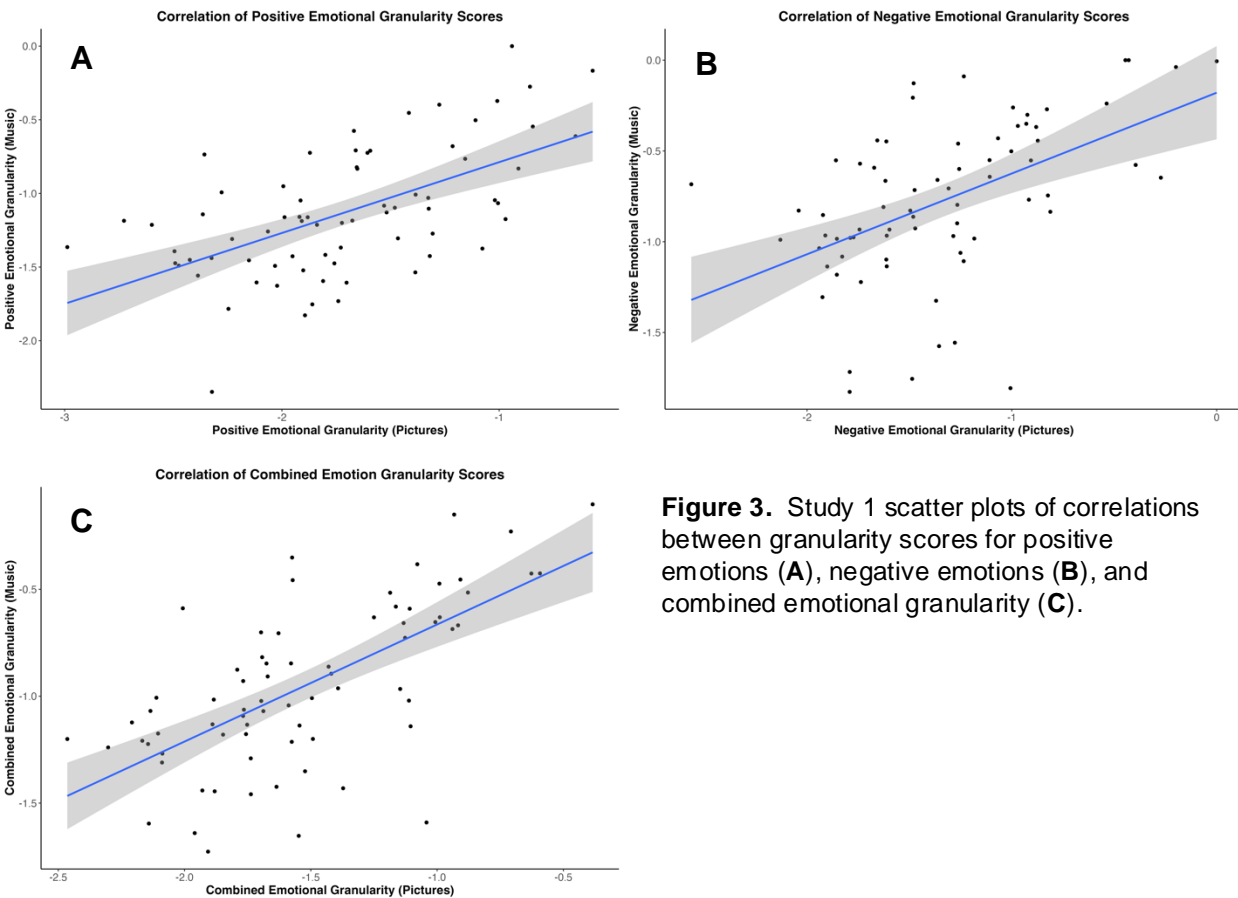 Correlation of Positive Emotional Granularity Scores
A
Positive Emotional Granularity (Music)
0.0
-0.5
-1.0
-1.5
-2.0
-3
-2
-1
Positive Emotional Granularity (Pictures)
Correlation of Negative Emotional Granularity Scores
B
Negative Emotional Granularity (Music)
0.0
-0.5
-1.0
-1.5
-2
-1
0
Negative Emotional Granularity (Pictures)
Correlation of Combined Emotion Granularity Scores
C
Combined Emotional Granularity (Music)
-0.5
-1.0
-1.5
-2.5
-2.0
-1.5
-1.0
-0.5
Combined Emotional Granularity (Pictures)
Figure 3. Study 1 scatter plots of correlations
between granularity scores for positive
emotions (A), negative emotions (B), and
combined emotional granularity (C).